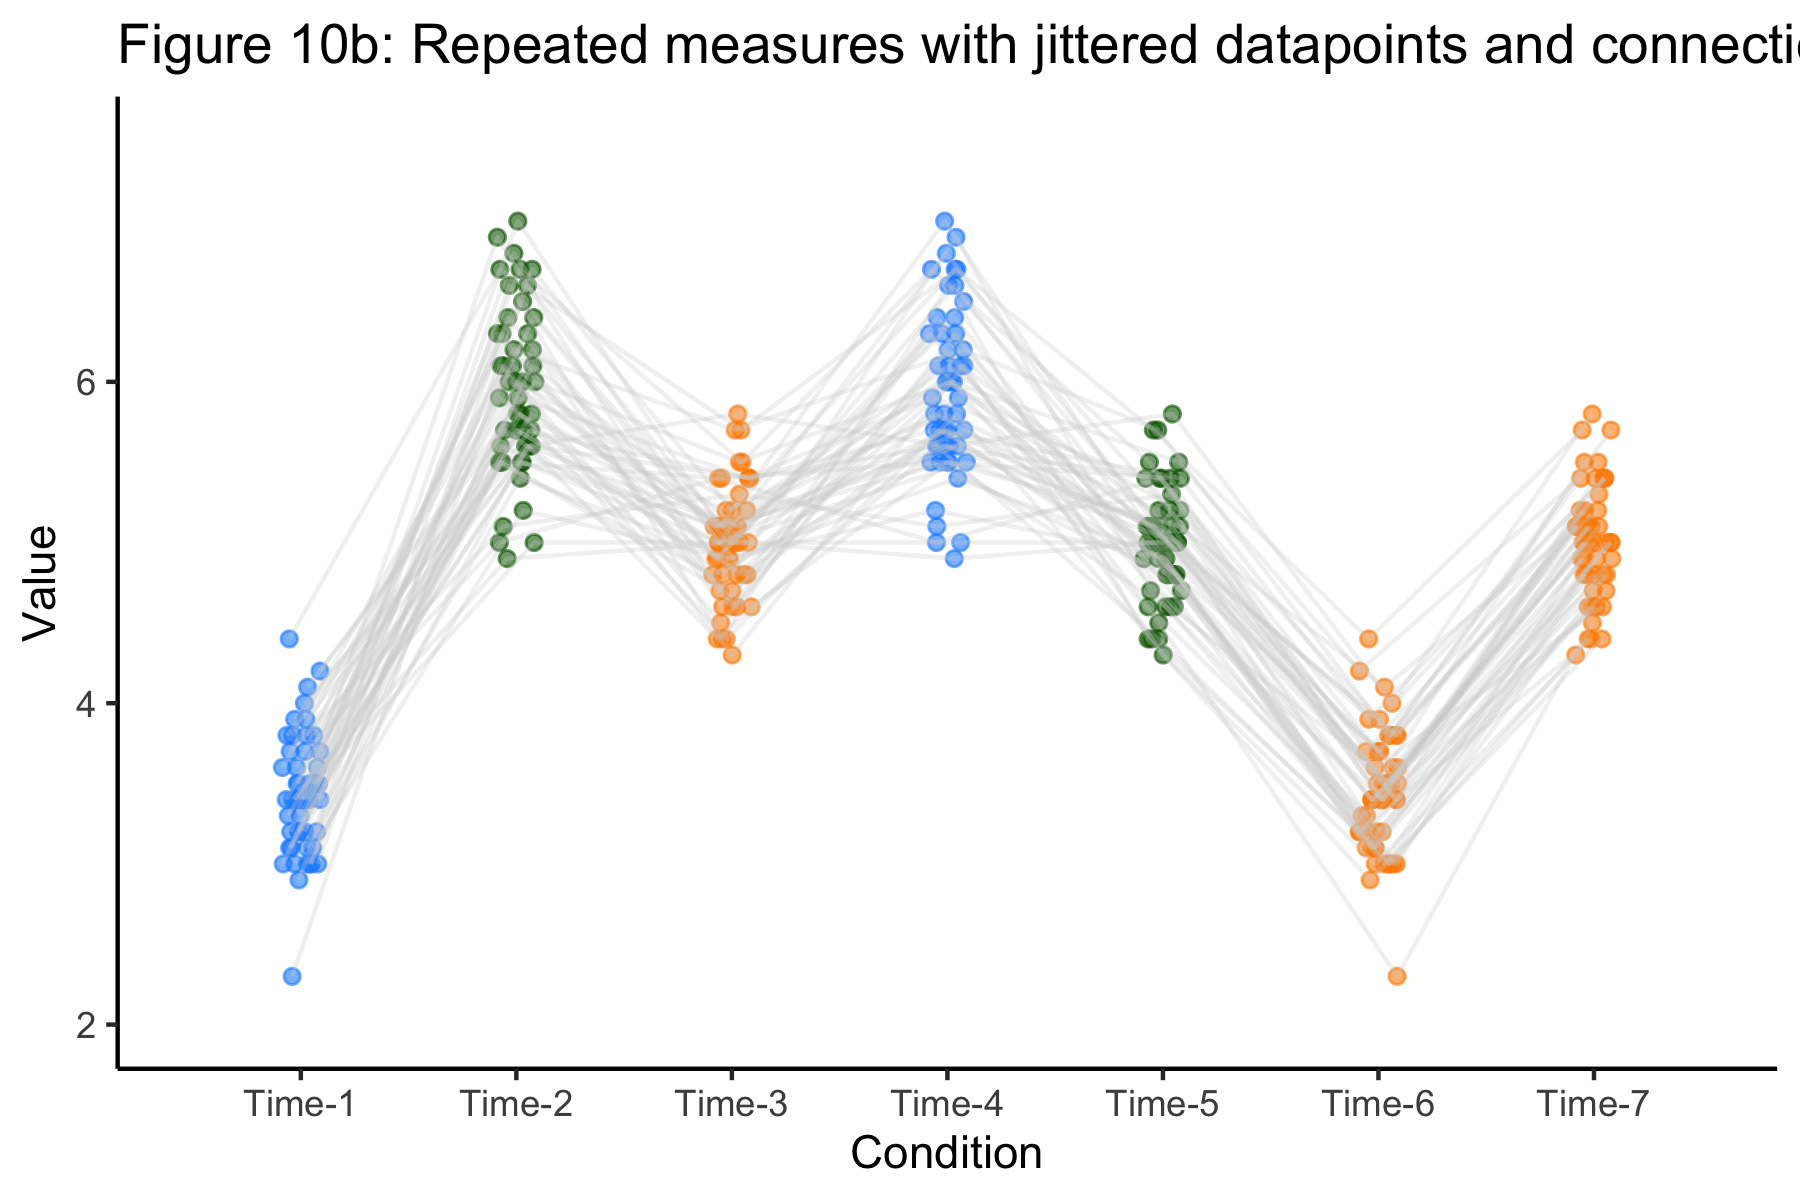 Figure 10b: Repeated measures with jittered datapoints and
Value
6
4
2
Time-1 Time-2 Time-3 Time-4 Time-5 Time-6 Time-7
Condition